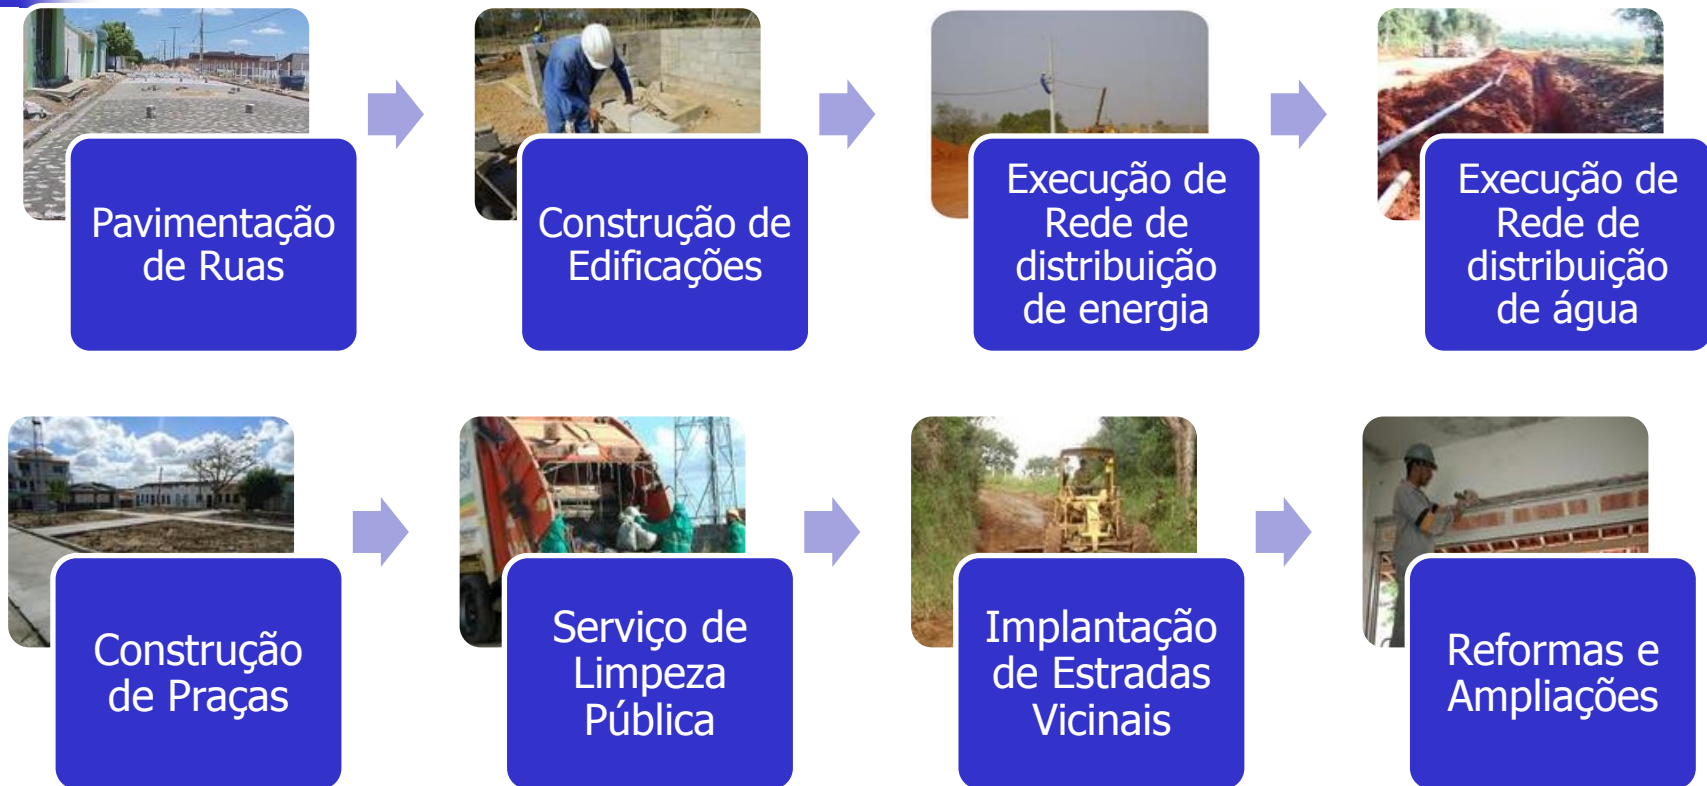 Pavimentação
de Ruas
Construção de
Edificações
Execução de
Rede de
distribuição
de energia
Execução de
Rede de
distribuição
de água
Construção
de Praças
Serviço de
Limpeza
Pública
Implantação
de Estradas
Vicinais
Reformas e
Ampliações